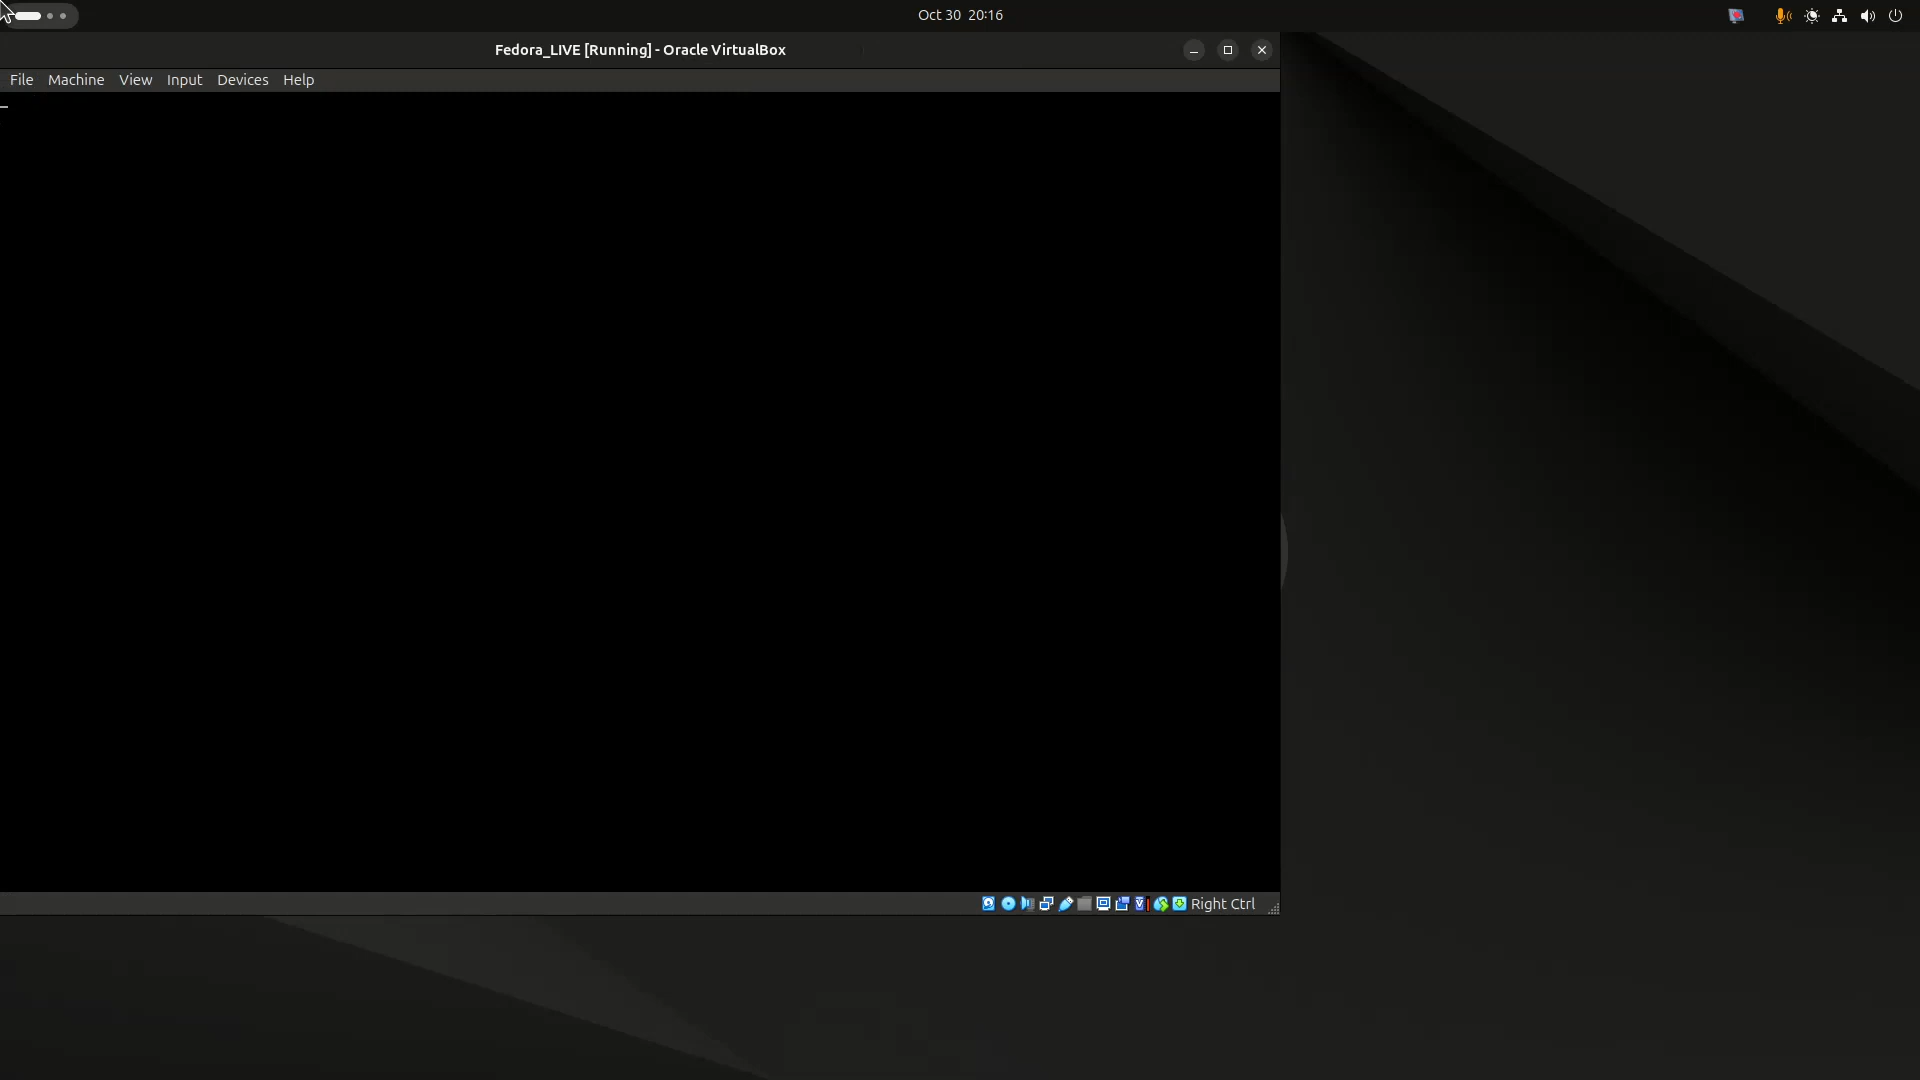 Oct 30 20:16
Fedora_LIVE [Running] - Oracle VirtualBox
File Machine View Input Devices Help
Right Ctrl